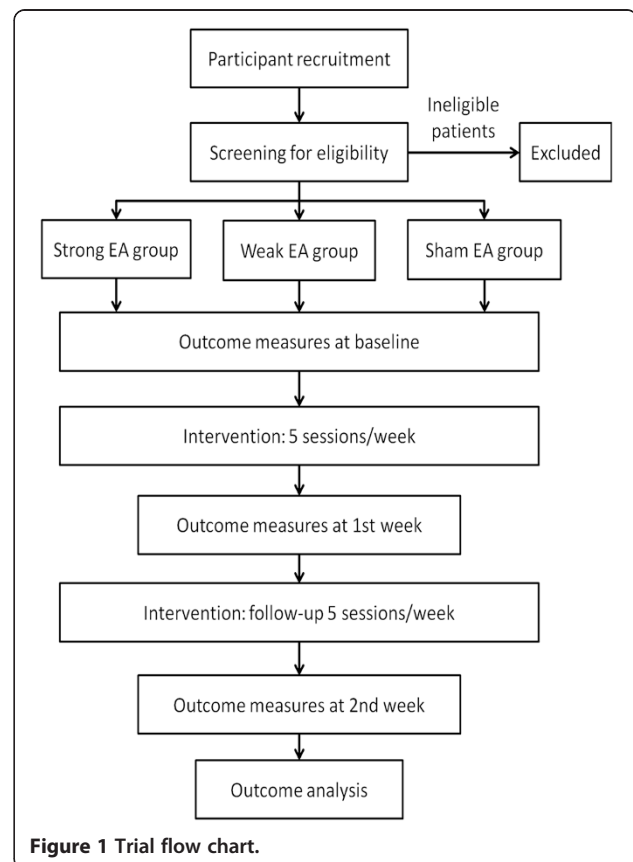 Participant recruitment
Ineligible
patients
Screening for eligibility
Excluded
Strong EA group
Weak EA group
Sham EA group
Outcome measures at baseline
Intervention: 5 sessions/week
Outcome measures at 1st week
Intervention: follow-up 5 sessions/week
Outcome measures at 2nd week
Outcome analysis
Figure 1 Trial flow chart.